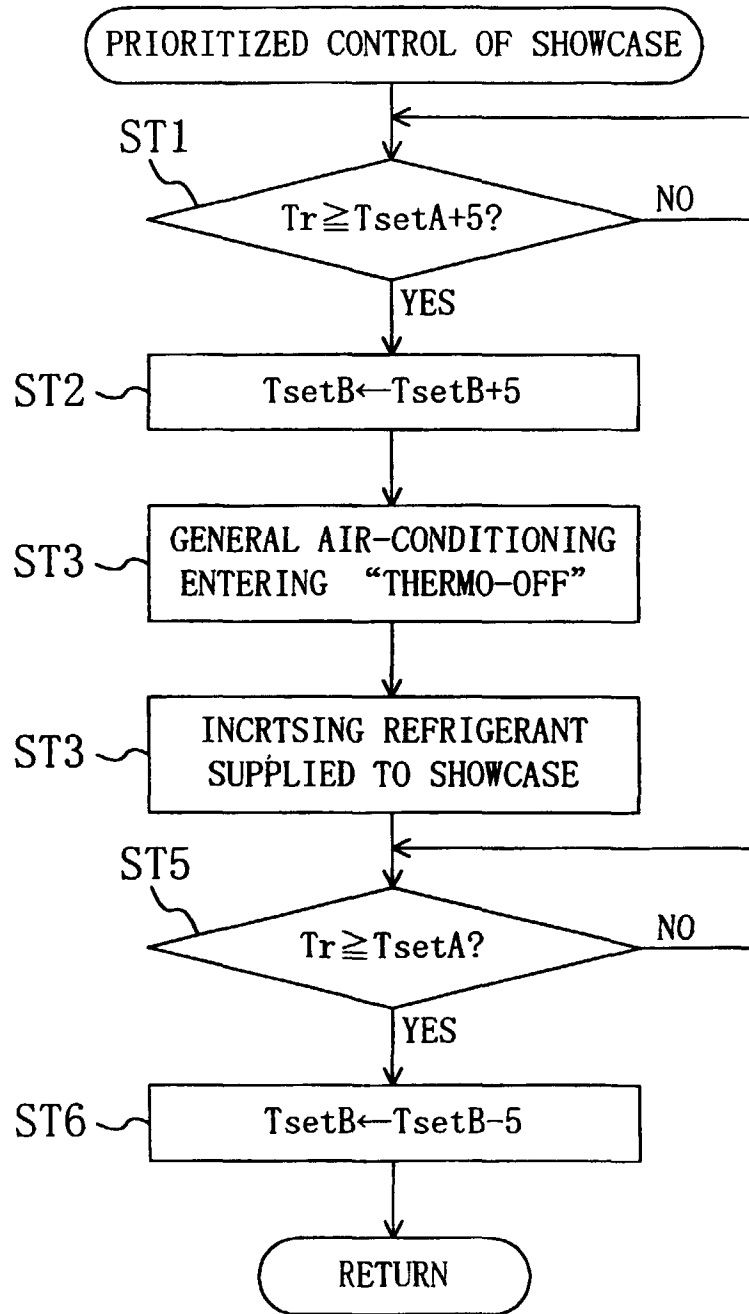 PRIORITIZED CONTROL OF SHOWCASE
ST1
Tr≧TsetA+5?
NO
YES
ST2
TsetB←TsetB+5
ST3
GENERAL AIR-CONDITIONING
ENTERING “THERMO-OFF”
ST3
INCRTSING REFRIGERANT
SUPPLIED TO SHOWCASE
ST5
Tr≧TsetA?
NO
YES
ST6
TsetB←TsetB-5
RETURN